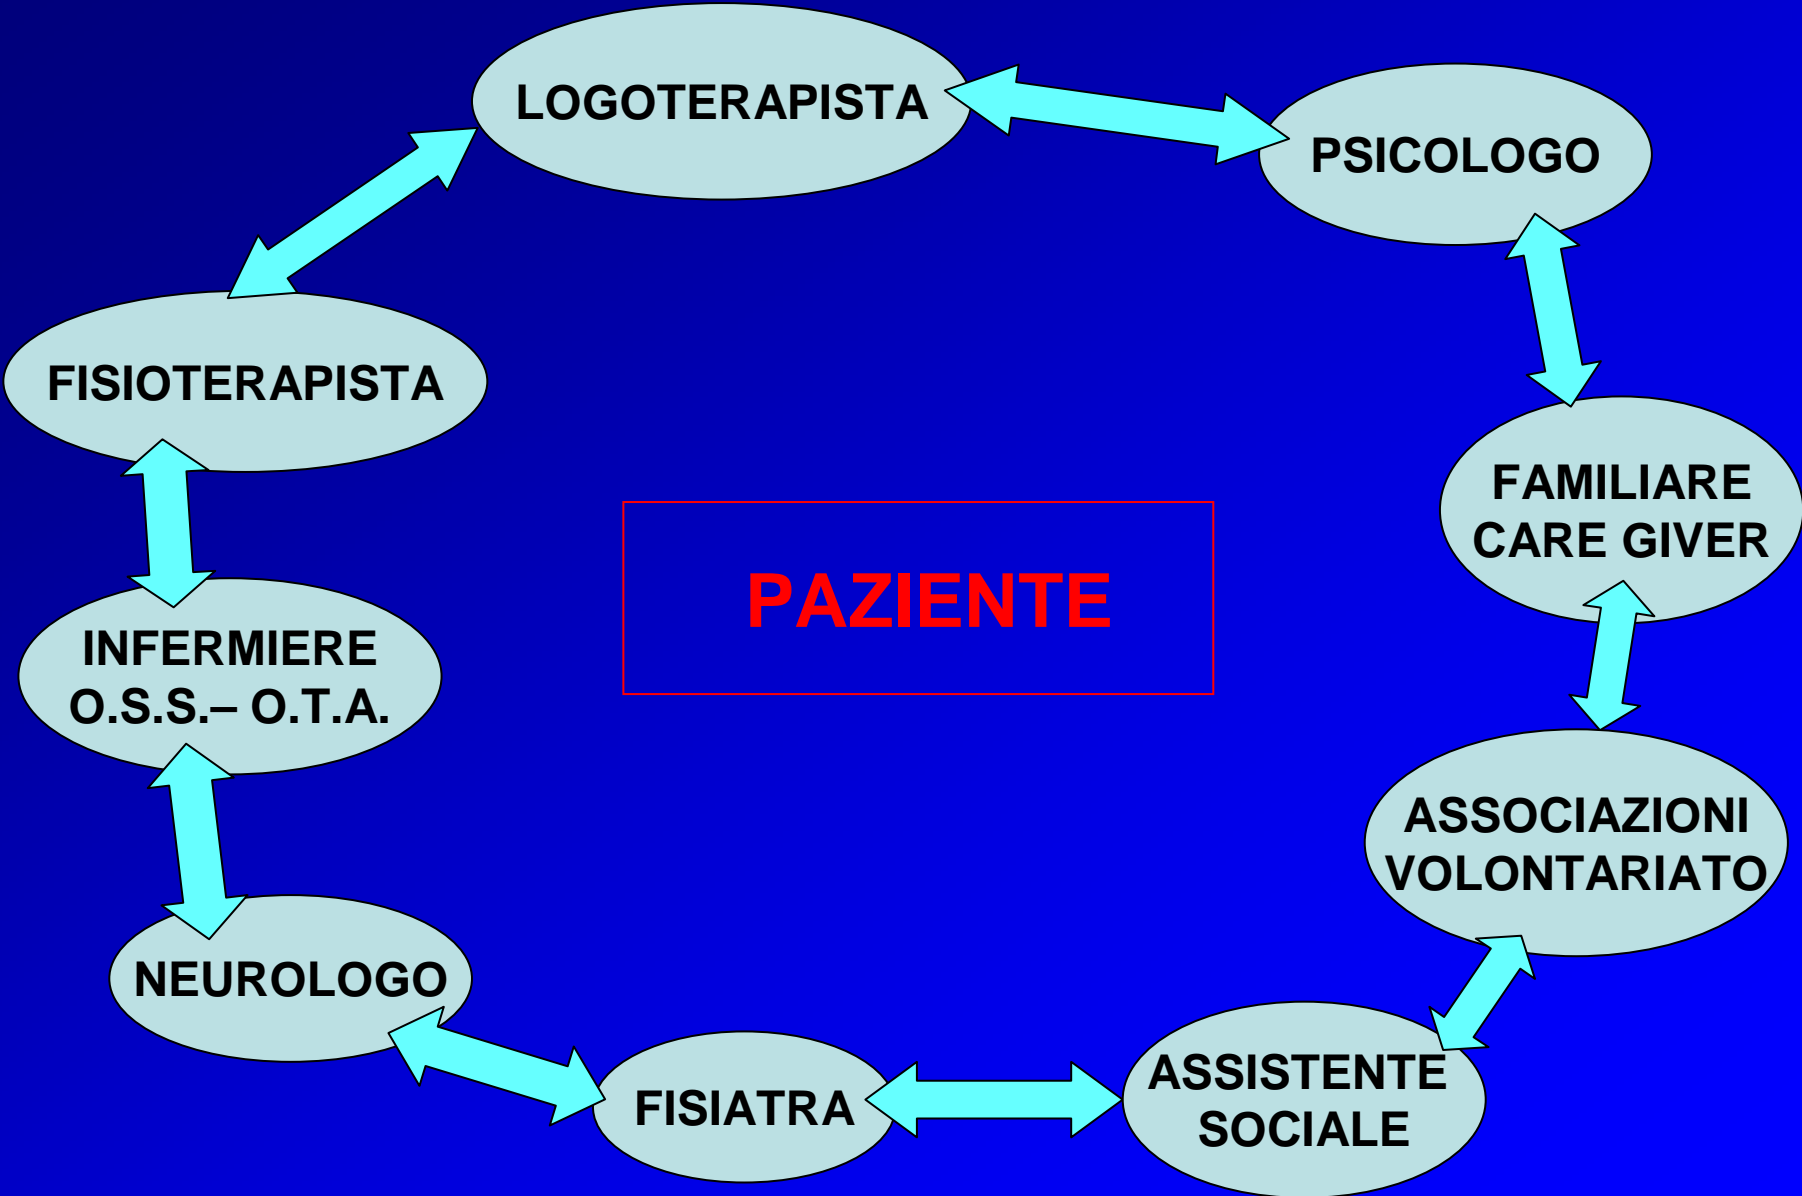 LOGOTERAPISTA
PSICOLOGO
FISIOTERAPISTA
FAMILIARE
CARE GIVER
PAZIENTE
INFERMIERE
O.S.S.– O.T.A.
ASSOCIAZIONI
VOLONTARIATO
NEUROLOGO
FISIATRA
ASSISTENTE
SOCIALE